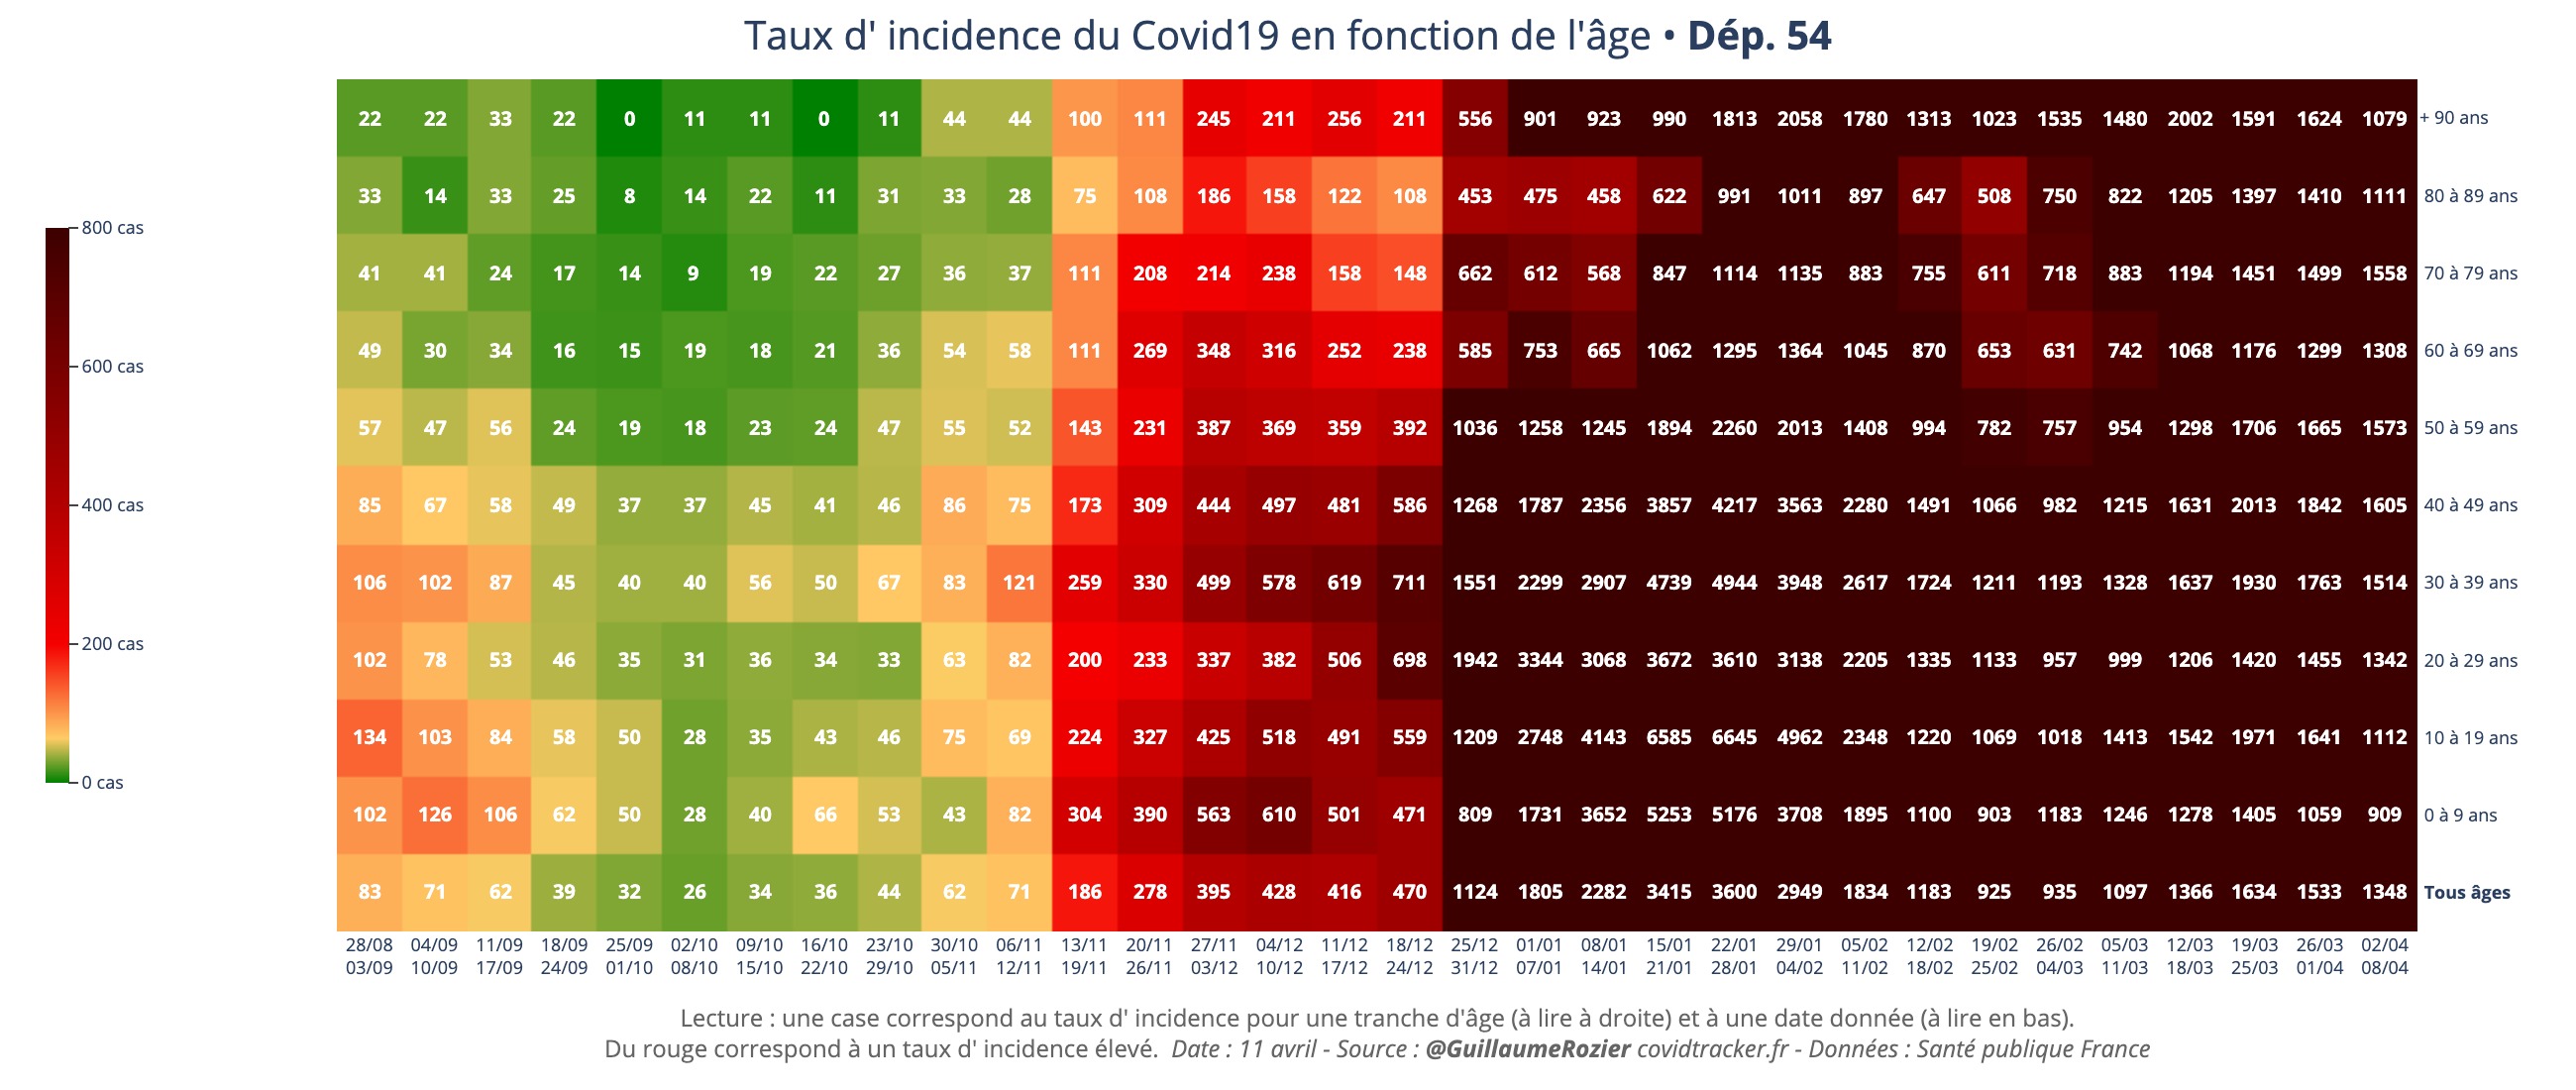 Taux d' incidence du Covid19 en fonction de l'âge • Dép. 54
22 22 33 22 0 11 11 0 11 44 44 100 111 245 211 256 211 556 901 923 990 1813 2058 1780 1313 1023 1535 1480 2002 1591 1624 1079 + 90 ans
33 14 33 25 8 14 22 11 31 33 28 75 108 186 158 122 108 453 475 458 622 991 1011 897 647 508 750 822 1205 1397 1410 1111 80 à 89 ans
800 cas
41 41 24 17 14 9 19 22 27 36 37 111 208 214 238 158 148 662 612 568 847 1114 1135 883 755 611 718 883 1194 1451 1499 1558 70 à 79 ans
49 30 34 16 15 19 18 21 36 54 58 111 269 348 316 252 238 585 753 665 1062 1295 1364 1045 870 653 631 742 1068 1176 1299 1308 60 à 69 ans
600 cas
57 47 56 24 19 18 23 24 47 55 52 143 231 387 369 359 392 1036 1258 1245 1894 2260 2013 1408 994 782 757 954 1298 1706 1665 1573 50 à 59 ans
400 cas
85 67 58 49 37 37 45 41 46 86 75 173 309 444 497 481 586 1268 1787 2356 3857 4217 3563 2280 1491 1066 982 1215 1631 2013 1842 1605 40 à 49 ans
106 102 87 45 40 40 56 50 67 83 121 259 330 499 578 619 711 1551 2299 2907 4739 4944 3948 2617 1724 1211 1193 1328 1637 1930 1763 1514 30 à 39 ans
200 cas
102 78 53 46 35 31 36 34 33 63 82 200 233 337 382 506 698 1942 3344 3068 3672 3610 3138 2205 1335 1133 957 999 1206 1420 1455 1342 20 à 29 ans
134 103 84 58 50 28 35 43 46 75 69 224 327 425 518 491 559 1209 2748 4143 6585 6645 4962 2348 1220 1069 1018 1413 1542 1971 1641 1112 10 à 19 ans
0 cas
102 126 106 62 50 28 40 66 53 43 82 304 390 563 610 501 471 809 1731 3652 5253 5176 3708 1895 1100 903 1183 1246 1278 1405 1059 909 0 à 9 ans
83 71 62 39 32 26 34 36 44 62 71 186 278 395 428 416 470 1124 1805 2282 3415 3600 2949 1834 1183 925 935 1097 1366 1634 1533 1348 Tous âges
28/08 04/09 11/09 18/09 25/09 02/10 09/10 16/10 23/10 30/10 06/11 13/11 20/11 27/11 04/12 11/12 18/12 25/12 01/01 08/01 15/01 22/01 29/01 05/02 12/02 19/02 26/02 05/03 12/03 19/03 26/03 02/04
03/09 10/09 17/09 24/09 01/10 08/10 15/10 22/10 29/10 05/11 12/11 19/11 26/11 03/12 10/12 17/12 24/12 31/12 07/01 14/01 21/01 28/01 04/02 11/02 18/02 25/02 04/03 11/03 18/03 25/03 01/04 08/04
Lecture : une case correspond au taux d' incidence pour une tranche d'âge (à lire à droite) et à une date donnée (à lire en bas).
Du rouge correspond à un taux d' incidence élevé. Date : 11 avril - Source : @GuillaumeRozier covidtracker.fr - Données : Santé publique France